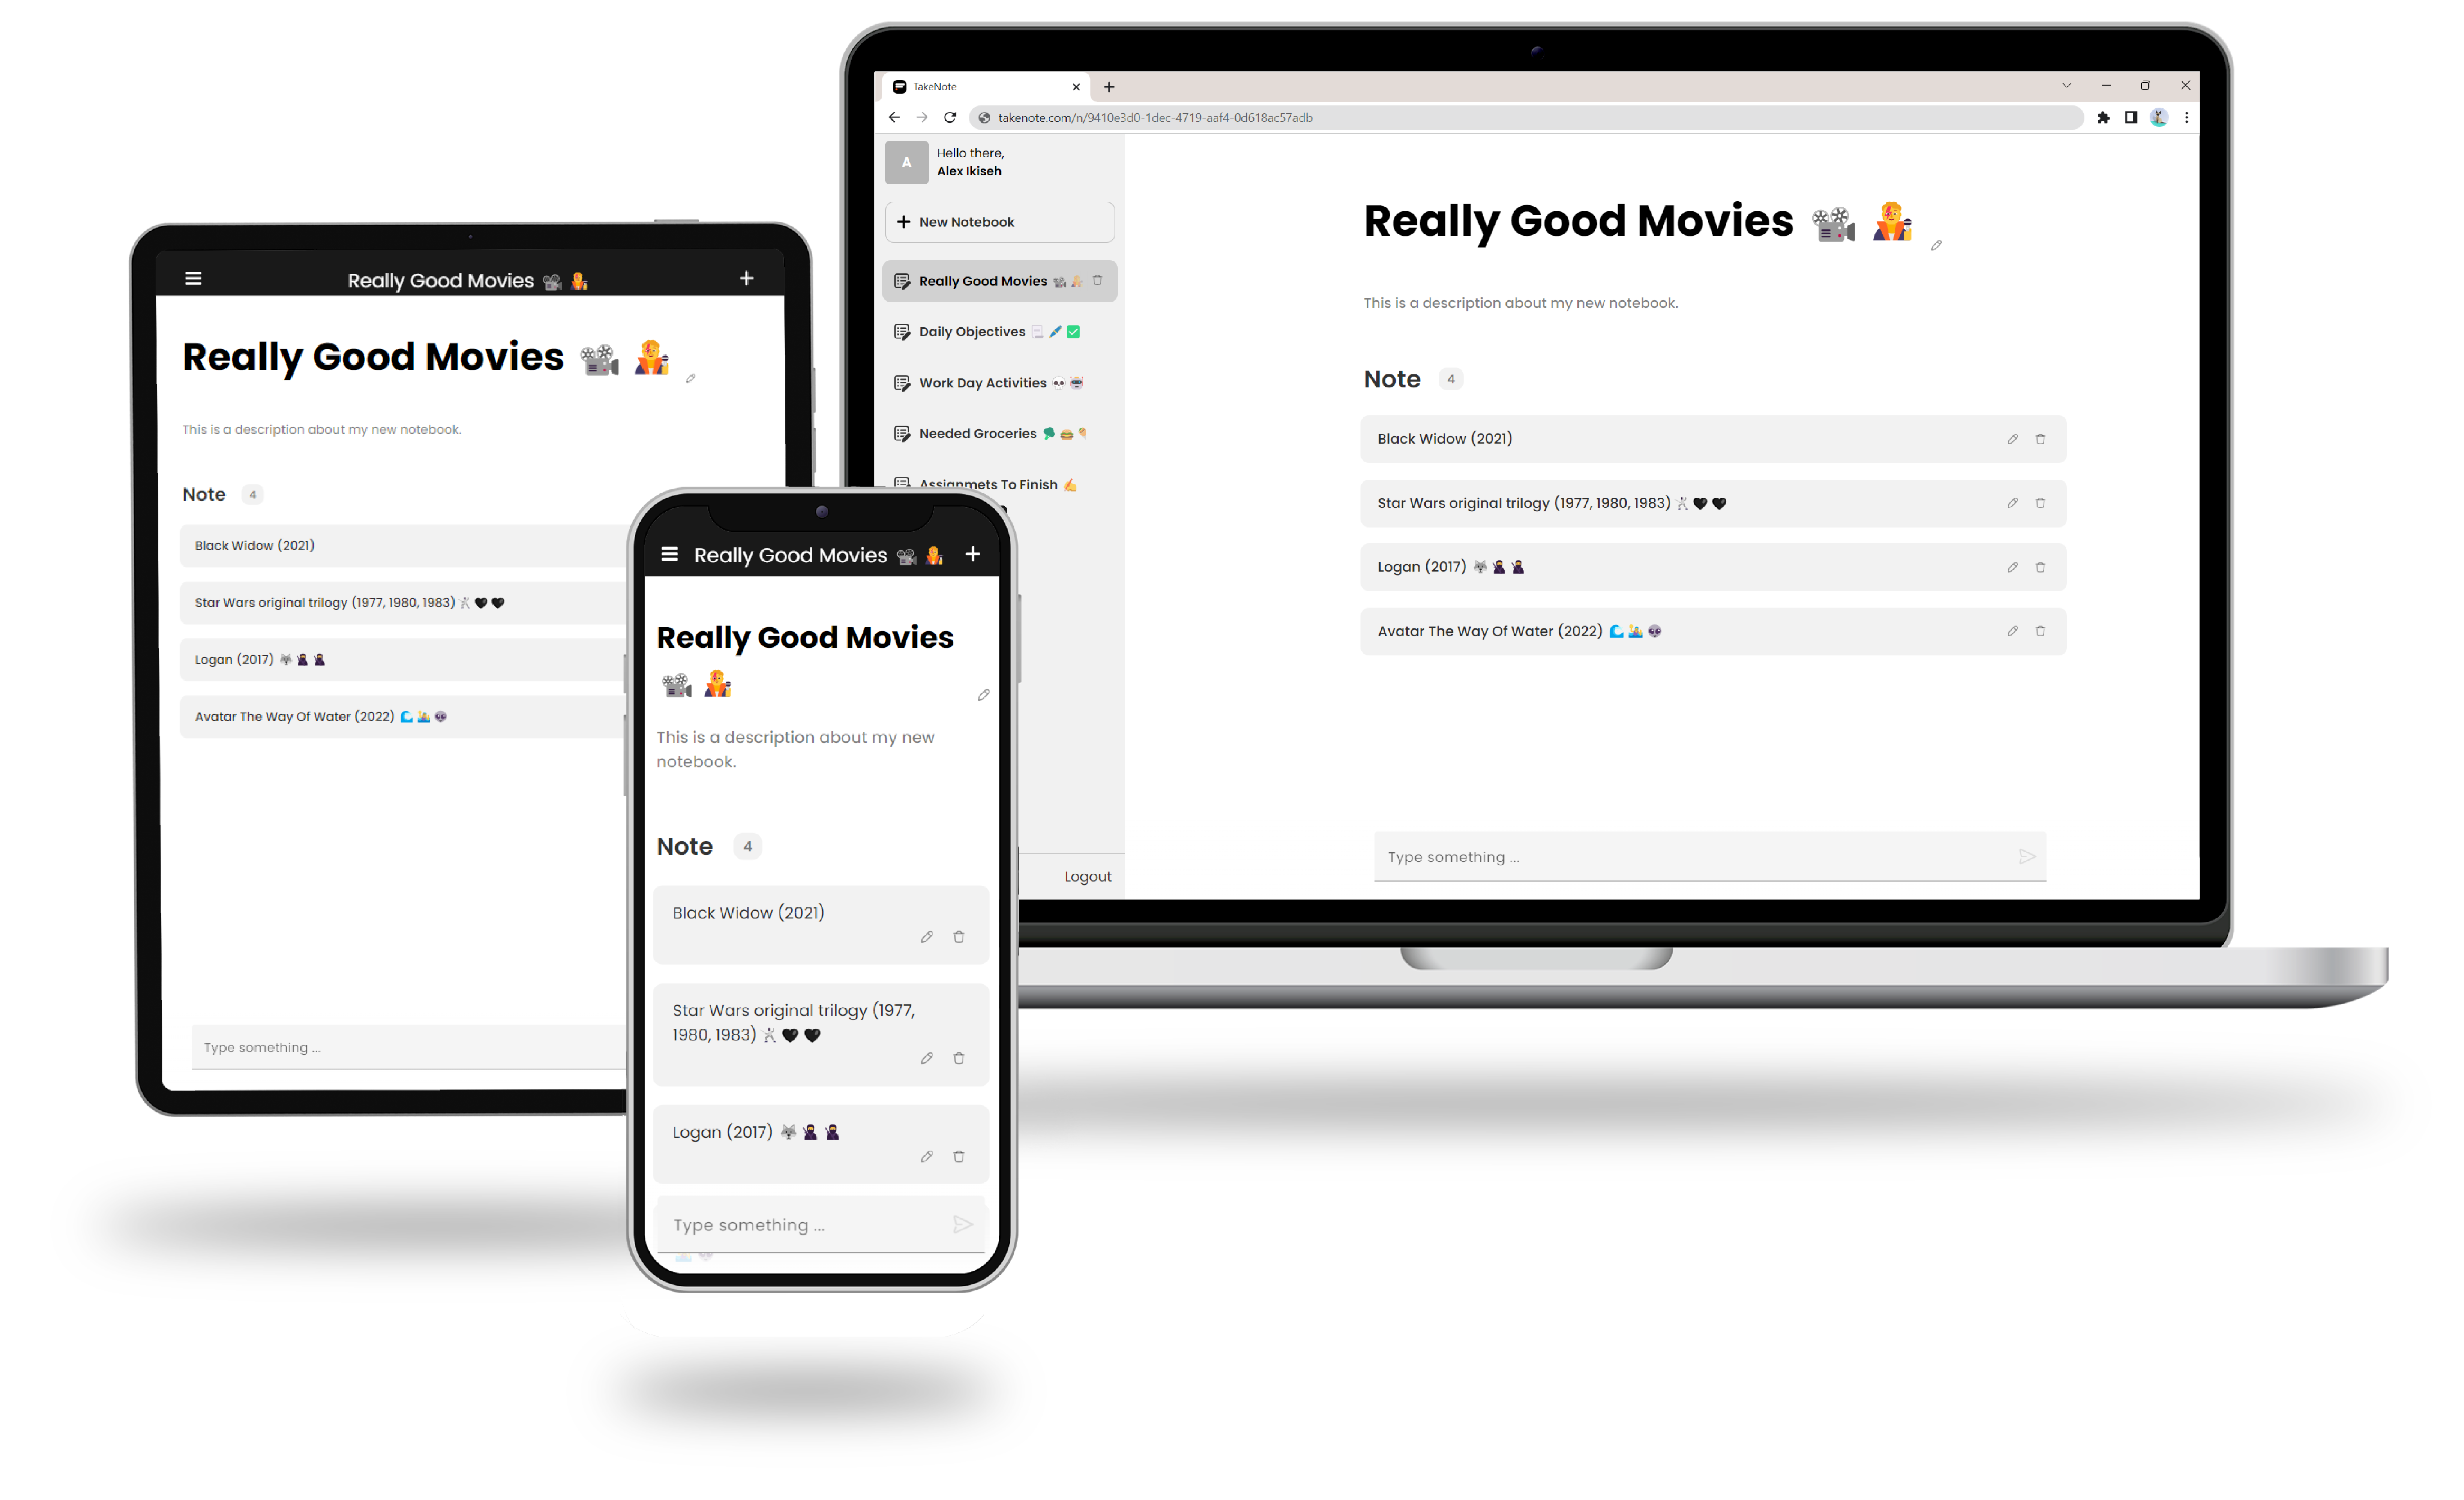 Really Good Movies 📽️ 🧑‍🎤
Really Good Movies 📽️ 🧑‍🎤
This is a description about my new notebook.
Note 4
Black Widow (2021)
Star Wars original trilogy (1977, 1980, 1983) 🤺 🖤 🖤
Logan (2017) 🐺 🥷 🥷
Avatar The Way Of Water (2022) 🌊 🤽 👽
Type something ...
Really Good Movies 📽️ 🧑‍🎤
Really Good Movies
📽️ 🧑‍🎤
This is a description about my new
notebook.
Note 4
Black Widow (2021)
Star Wars original trilogy (1977,
1980, 1983) 🤺 🖤 🖤
Logan (2017) 🐺 🥷 🥷
Type something ...
TakeNote
takenote.com/n/9410e3d0-1dec-4719-aaf4-0d618ac57adb
A
Hello there,
Alex Ikiseh
New Notebook
Really Good Movies 📽️ 🧑‍🎤
Daily Objectives 📃 🖌️ ✅
Work Day Activities 💀 🤖
Needed Groceries 🥦 🍔 🍦
Assignmets To Finish ✍️
Logout
Really Good Movies 📽️ 🧑‍🎤
This is a description about my new notebook.
Note 4
Black Widow (2021)
Star Wars original trilogy (1977, 1980, 1983) 🤺 🖤 🖤
Logan (2017) 🐺 🥷 🥷
Avatar The Way Of Water (2022) 🌊 🤽 👽
Type something ...